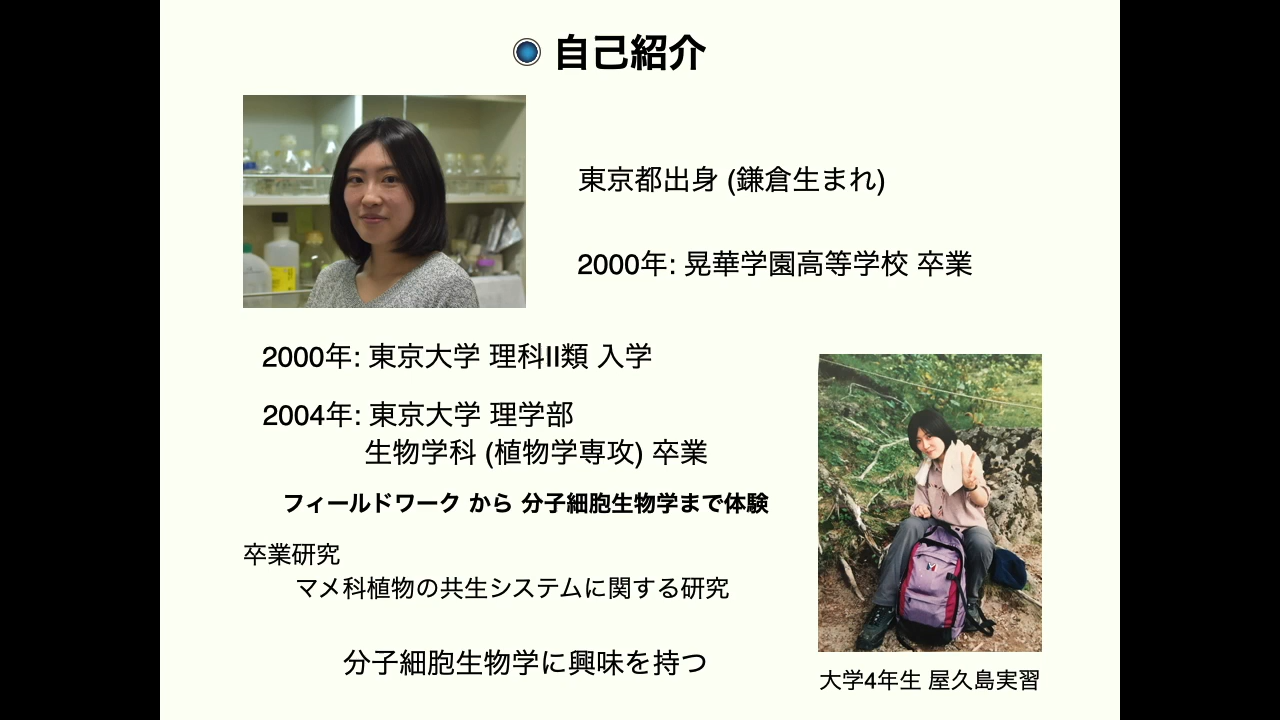 自己紹介
東京都出身 (鎌倉生まれ)
2000年: 晃華学園高等学校 卒業
2000年: 東京大学 理科II類 入学
2004年: 東京大学 理学部
生物学科 (植物学専攻) 卒業
フィールドワーク から 分子細胞生物学まで体験
卒業研究
マメ科植物の共生システムに関する研究
分子細胞生物学に興味を持つ
大学4年生 屋久島実習